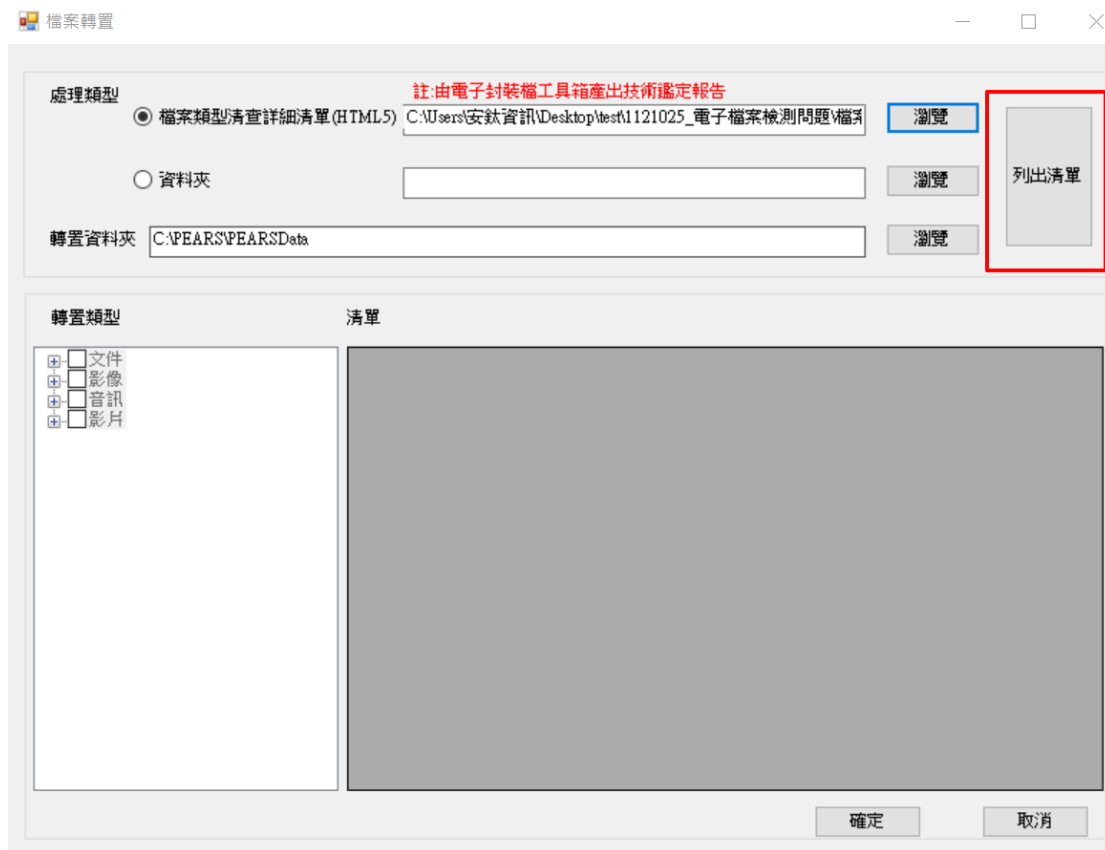 檔案轉置
處理類型
註:由電子封裝檔工具箱產出技術鑑定報告
檔案類型清查詳細清單(HTML5) C:\Users\安鈦資訊\Desktop\test\1121025_電子檔案檢測問題\檔案 瀏覽
資料夾 瀏覽
列出清單
轉置資料夾 C:\PEARS\PEARSData 瀏覽
轉置類型 清單
文件
影像
音訊
影片
確定 取消